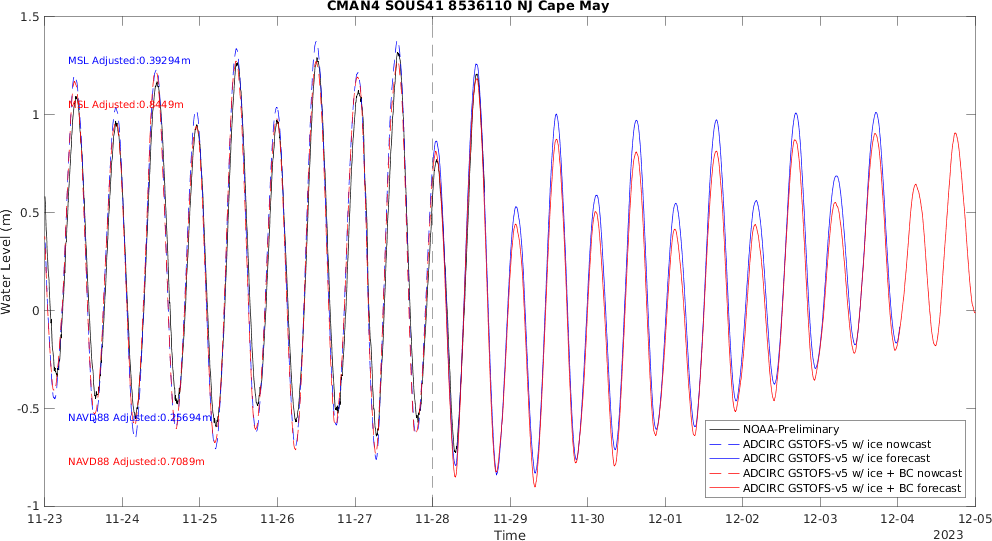 CMAN4 SOUS41 8536110 NJ Cape May
1.5
1
0.5
0
-0.5
-1
Water Level (m)
MSL Adjusted:0.39294m
MSL Adjusted:0.8449m
NAVD88 Adjusted:0.25694m
NAVD88 Adjusted:0.7089m
NOAA-Preliminary
ADCIRC GSTOFS-v5 w/ ice nowcast
ADCIRC GSTOFS-v5 w/ ice forecast
ADCIRC GSTOFS-v5 w/ ice + BC nowcast
ADCIRC GSTOFS-v5 w/ ice + BC forecast
11-23 11-24 11-25 11-26 11-27 11-28 11-29 11-30 12-01 12-02 12-03 12-04 12-05
Time
2023